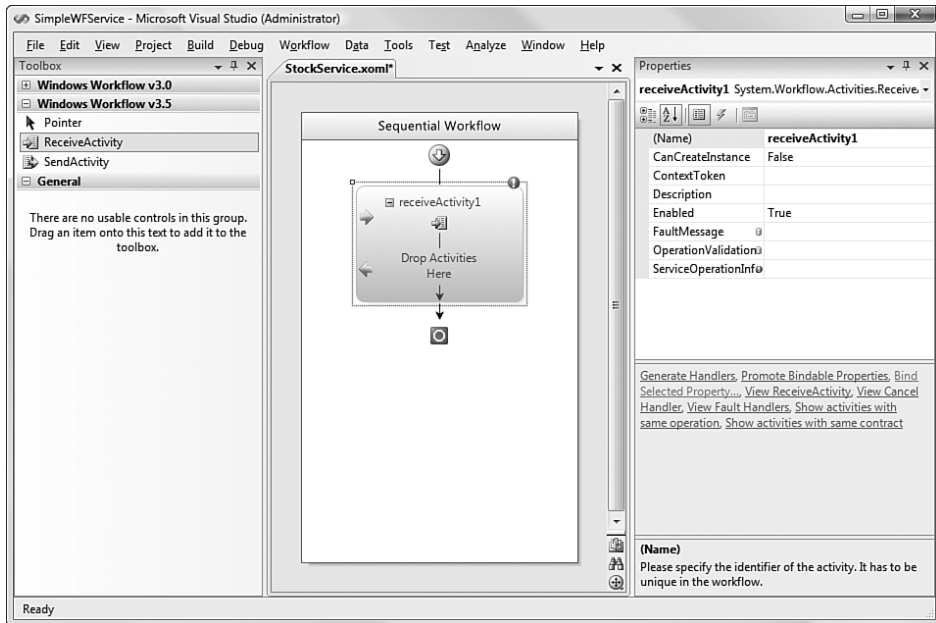 SimpleWFService - Microsoft Visual Studio (Administrator)
File Edit View Project Build Debug Workflow Data Tools Test Analyze Window Help
Toolbox
Windows Workflow v3.0
Windows Workflow v3.5
Pointer
ReceiveActivity
SendActivity
General
There are no usable controls in this group.
Drag an item onto this text to add it to the
toolbox.
StockService.xoml*
Sequential Workflow
receiveActivity1
Drop Activities
Here
Properties
receiveActivity1 System.Workflow.Activities.Receive
(Name) receiveActivity1
CanCreateInstance False
ContextToken
Description
Enabled True
FaultMessage
OperationValidation
ServiceOperationInfo
Generate Handlers, Promote Bindable Properties, Bind
Selected Property..., View ReceiveActivity, View Cancel
Handler, View Fault Handlers, Show activities with
same operation, Show activities with same contract
(Name)
Please specify the identifier of the activity. It has to be
unique in the workflow.
Ready